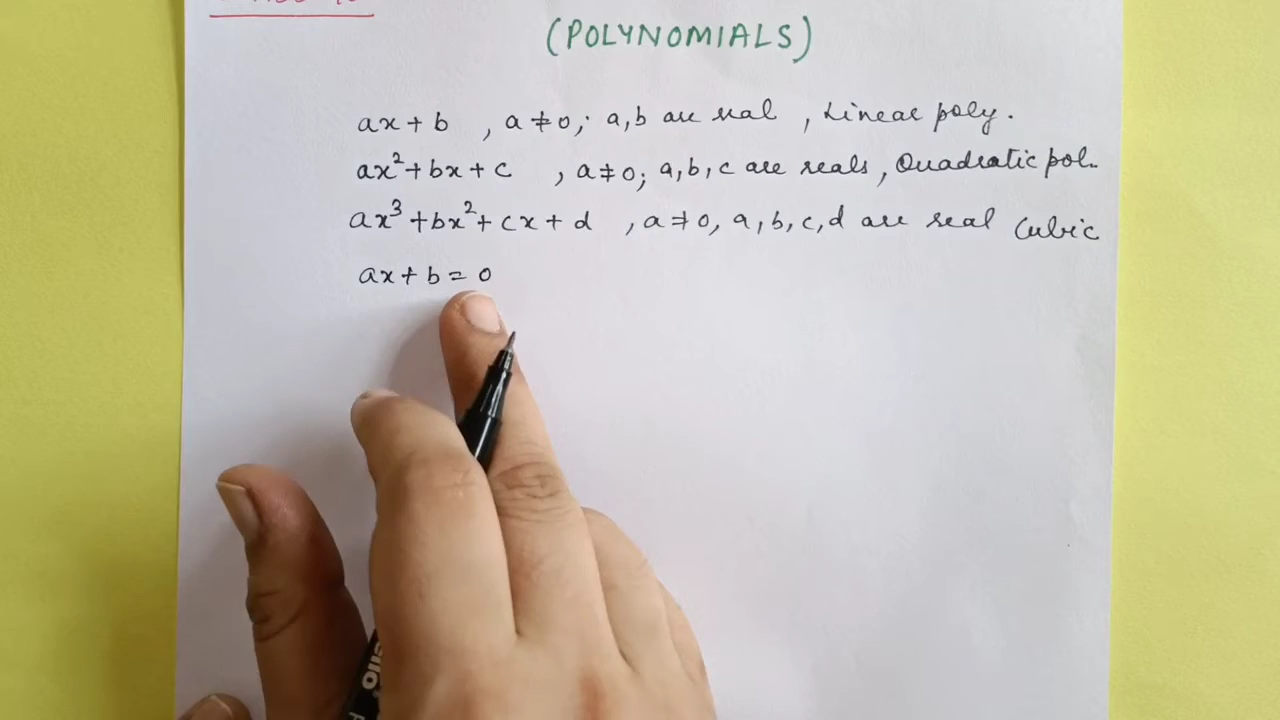 (POLYNOMIALS)
ax + b , a ≠ 0; a, b are real , Linear poly.
ax² + bx + c , a ≠ 0; a, b, c are reals, Quadratic pol.
ax³ + bx² + cx + d , a ≠ 0, a, b, c, d are real Cubic
ax + b = 0